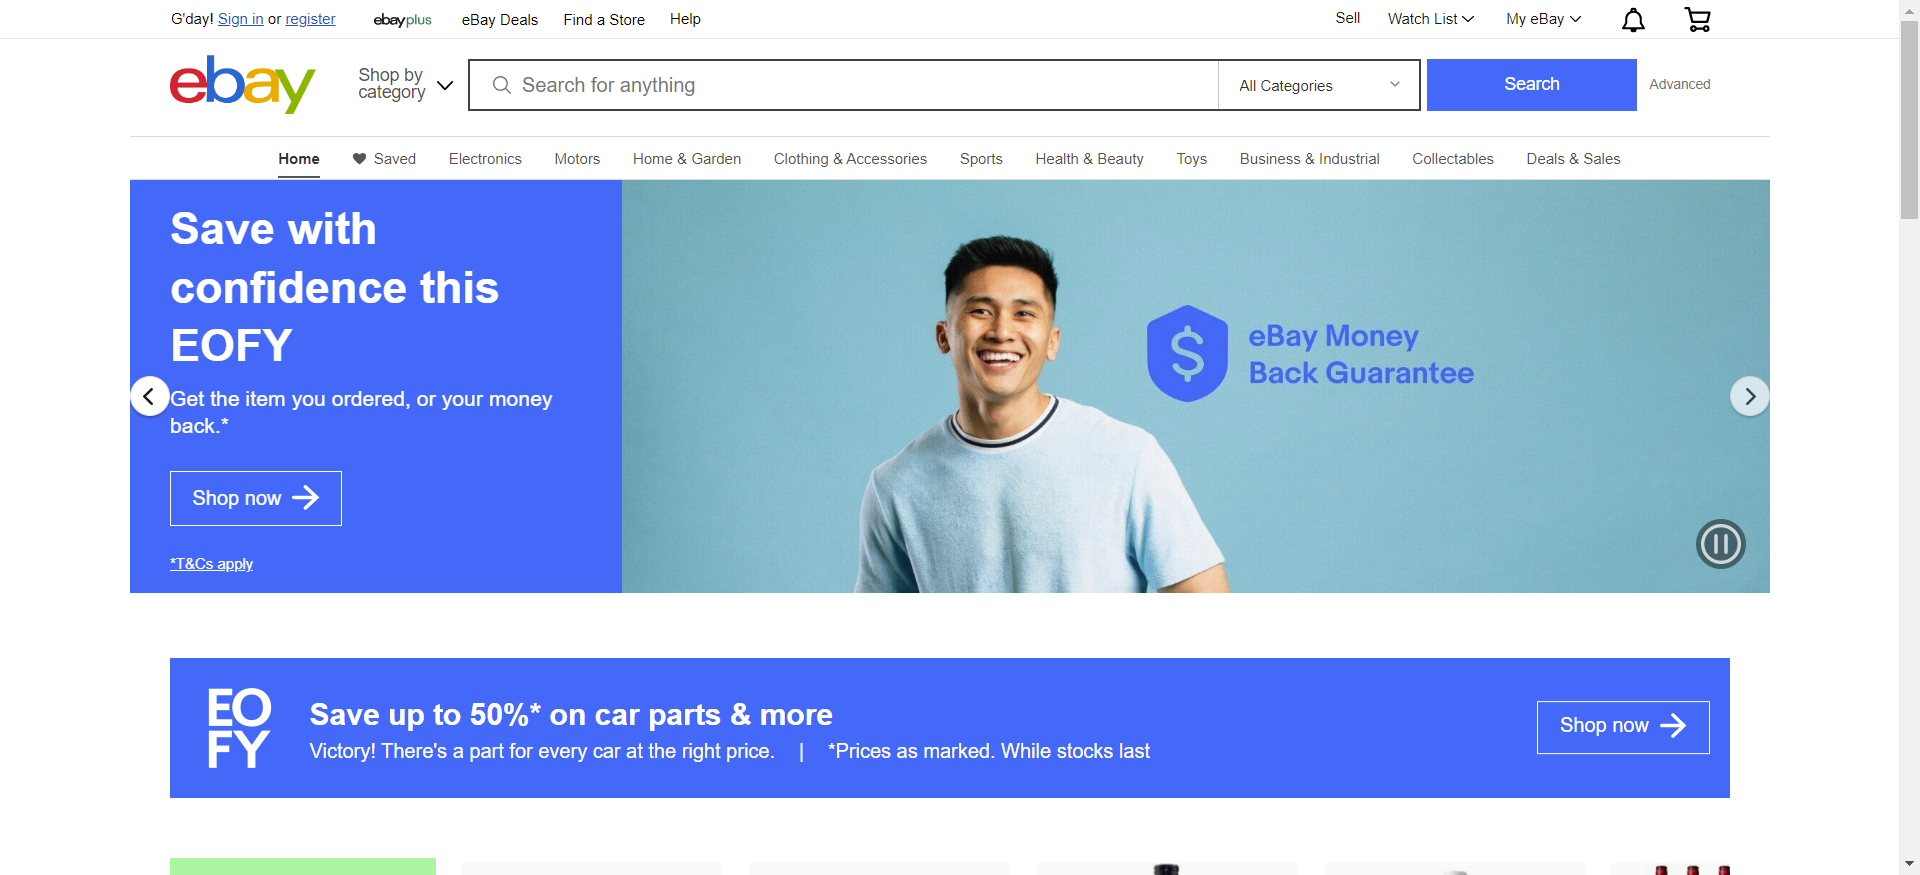 G'day! Sign in or register
ebayplus
eBay Deals
Find a Store
Help
Sell
Watch List
My eBay
ebay
Shop by
category
Search for anything
All Categories
Search
Advanced
Home
Saved
Electronics
Motors
Home & Garden
Clothing & Accessories
Sports
Health & Beauty
Toys
Business & Industrial
Collectables
Deals & Sales
Save with
confidence this
EOFY
Get the item you ordered, or your money
back.*
Shop now
*T&Cs apply
$
eBay Money
Back Guarantee
EO
FY
Save up to 50%* on car parts & more
Victory! There's a part for every car at the right price. | *Prices as marked. While stocks last
Shop now